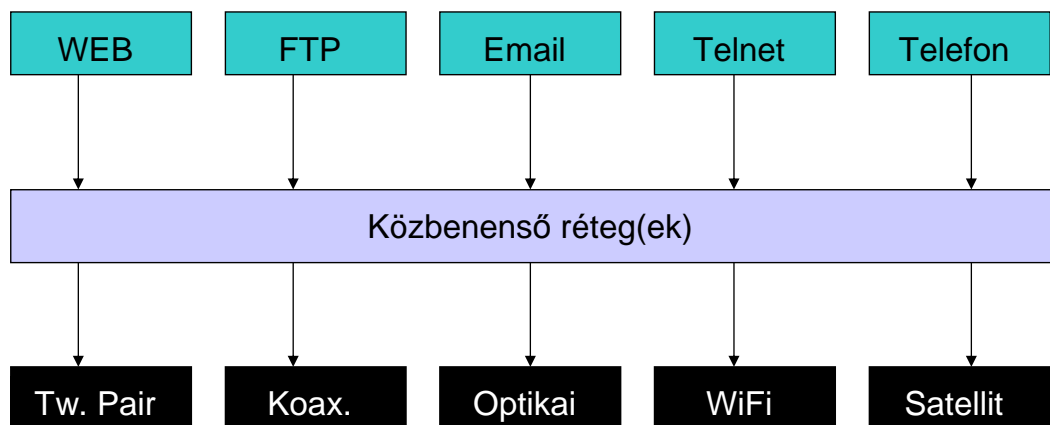 WEB FTP Email Telnet Telefon
Közbenenső réteg(ek)
Tw. Pair Koax. Optikai WiFi Satellit